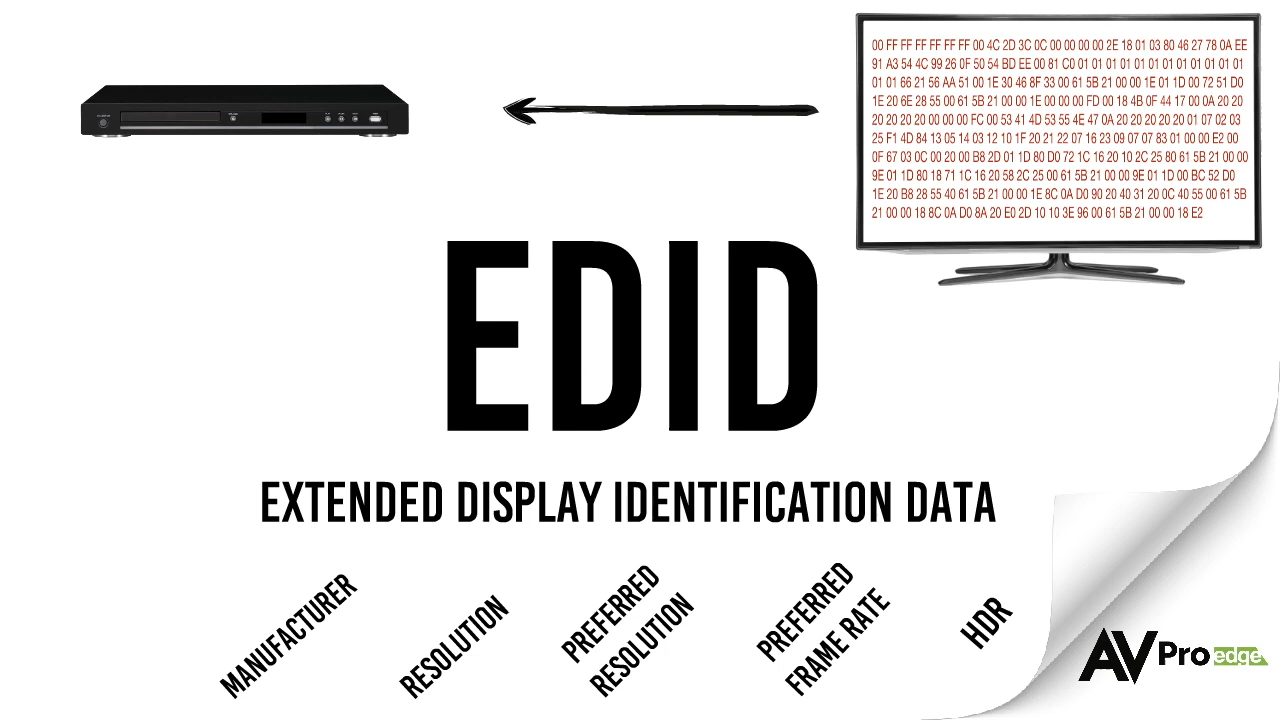 00 FF FF FF FF FF FF 00 4C 2D 3C 0C 00 00 00 00 2E 18 01 03 80 46 27 78 0A EE
91 A3 54 4C 99 26 0F 50 54 BD EE 00 81 C0 01 01 01 01 01 01 01 01 01 01 01 01
01 01 66 21 56 AA 51 00 1E 30 46 8F 33 00 61 5B 21 00 00 1E 01 1D 00 72 51 D0
1E 20 6E 28 55 00 61 5B 21 00 00 1E 00 00 00 FD 00 18 4B 0F 44 17 00 0A 20 20
20 20 20 20 00 00 00 FC 00 53 41 4D 53 55 4E 47 0A 20 20 20 20 20 01 07 02 03
25 F1 4D 84 13 05 14 03 12 10 1F 20 21 22 07 16 23 09 07 07 83 01 00 00 E2 00
0F 67 03 0C 00 20 00 B8 2D 01 1D 80 D0 72 1C 16 20 10 2C 25 80 61 5B 21 00 00
9E 01 1D 80 18 71 1C 16 20 58 2C 25 00 61 5B 21 00 00 9E 01 1D 00 BC 52 D0
1E 20 B8 28 55 40 61 5B 21 00 00 1E 8C 0A D0 90 20 40 31 20 0C 40 55 00 61 5B
21 00 00 18 8C 0A D0 8A 20 E0 2D 10 10 3E 96 00 61 5B 21 00 00 18 E2
EDID
EXTENDED DISPLAY IDENTIFICATION DATA
MANUFACTURER
RESOLUTION
PREFERRED
RESOLUTION
PREFERRED
FRAME RATE
HDR
AVPro edge